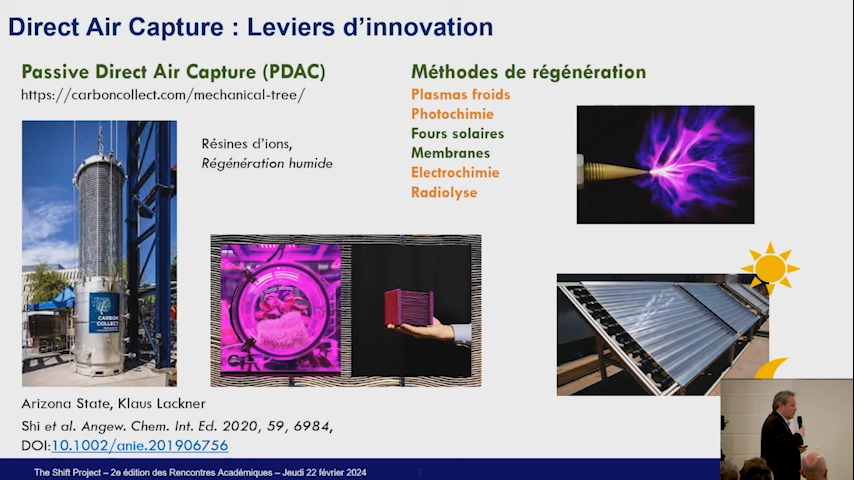 Direct Air Capture : Leviers d’innovation
Passive Direct Air Capture (PDAC)
https://carboncollect.com/mechanical-tree/
Résines d’ions,
Régénération humide
CARBON
COLLECT
Arizona State, Klaus Lackner
Shi et al. Angew. Chem. Int. Ed. 2020, 59, 6984,
DOI:10.1002/anie.201906756
Méthodes de régénération
Plasmas froids
Photochimie
Fours solaires
Membranes
Electrochimie
Radiolyse
The Shift Project – 2e édition des Rencontres Académiques – Jeudi 22 février 2024